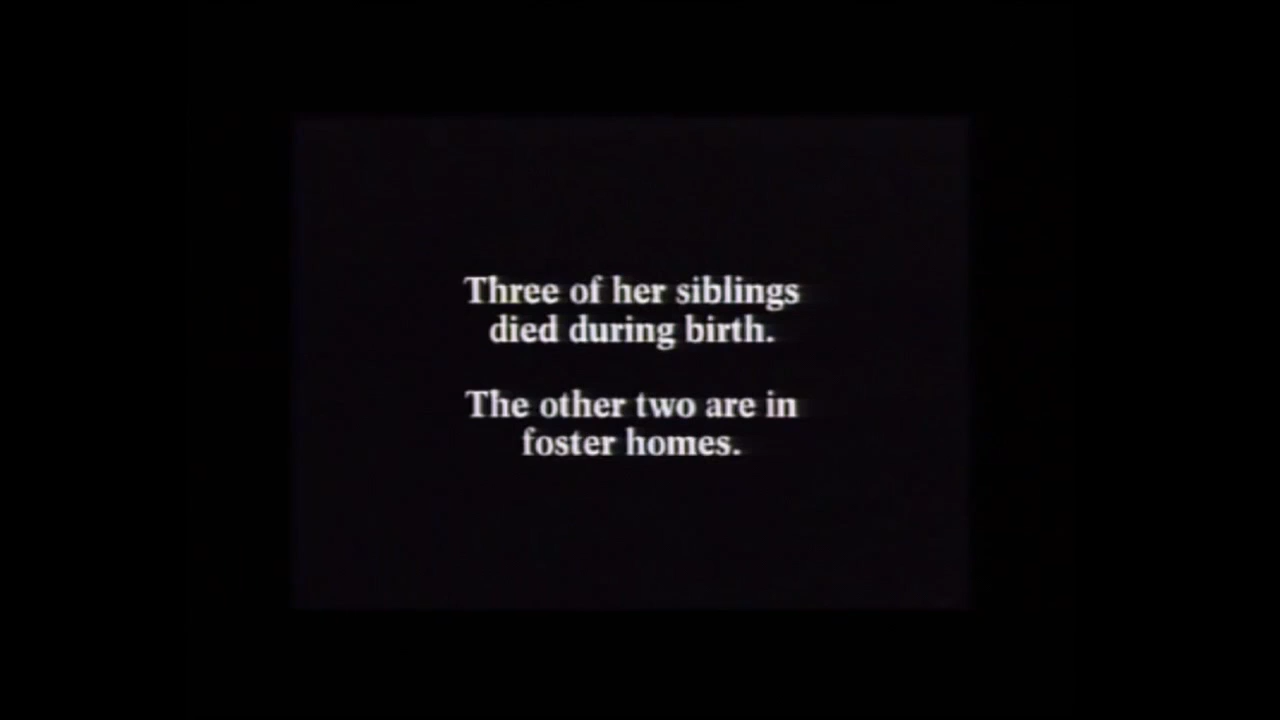 Three of her siblings
died during birth.
The other two are in
foster homes.